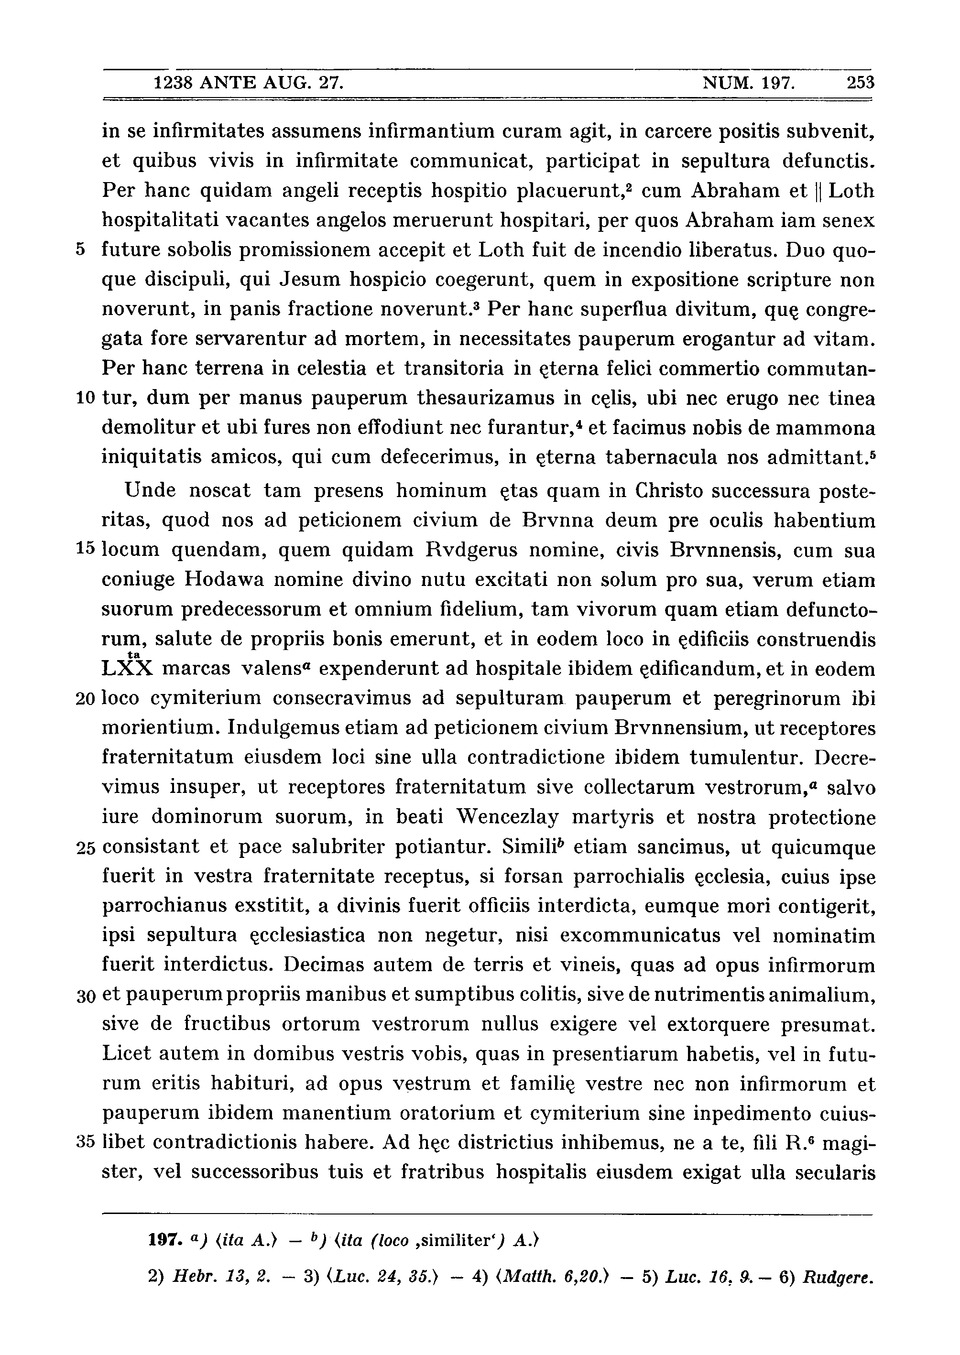 1238 ANTE AUG. 27. NUM. 197. 253
in se infirmitates assumens infirmantium curam agit, in carcere positis subvenit,
et quibus vivis in infirmitate communicat, participat in sepultura defunctis.
Per hanc quidam angeli receptis hospitio placuerunt,² cum Abraham et || Loth
hospitalitati vacantes angelos meruerunt hospitari, per quos Abraham iam senex
5 future sobolis promissionem accepit et Loth fuit de incendio liberatus. Duo quo-
que discipuli, qui Jesum hospicio coegerunt, quem in expositione scripture non
noverunt, in panis fractione noverunt.³ Per hanc superflua divitum, quę congre-
gata fore servarentur ad mortem, in necessitates pauperum erogantur ad vitam.
Per hanc terrena in celestia et transitoria in ęterna felici commertio commutan-
10 tur, dum per manus pauperum thesaurizamus in cęlis, ubi nec erugo nec tinea
demolitur et ubi fures non effodiunt nec furantur,⁴ et facimus nobis de mammona
iniquitatis amicos, qui cum defecerimus, in ęterna tabernacula nos admittant.⁵
Unde noscat tam presens hominum ętas quam in Christo successura poste-
ritas, quod nos ad peticionem civium de Brvnna deum pre oculis habentium
15 locum quendam, quem quidam Rvdgerus nomine, civis Brvnnensis, cum sua
coniuge Hodawa nomine divino nutu excitati non solum pro sua, verum etiam
suorum predecessorum et omnium fidelium, tam vivorum quam etiam defuncto-
rum, salute de propriis bonis emerunt, et in eodem loco in ędificiis construendis
LXXᵗᵃ marcas valensᵃ expenderunt ad hospitale ibidem ędificandum, et in eodem
20 loco cymiterium consecravimus ad sepulturam pauperum et peregrinorum ibi
morientium. Indulgemus etiam ad peticionem civium Brvnnensium, ut receptores
fraternitatum eiusdem loci sine ulla contradictione ibidem tumulentur. Decre-
vimus insuper, ut receptores fraternitatum sive collectarum vestrorum,ᵃ salvo
iure dominorum suorum, in beati Wencezlay martyris et nostra protectione
25 consistant et pace salubriter potiantur. Similiᵇ etiam sancimus, ut quicumque
fuerit in vestra fraternitate receptus, si forsan parrochialis ęcclesia, cuius ipse
parrochianus exstitit, a divinis fuerit officiis interdicta, eumque mori contigerit,
ipsi sepultura ęcclesiastica non negetur, nisi excommunicatus vel nominatim
fuerit interdictus. Decimas autem de terris et vineis, quas ad opus infirmorum
30 et pauperum propriis manibus et sumptibus colitis, sive de nutrimentis animalium,
sive de fructibus ortorum vestrorum nullus exigere vel extorquere presumat.
Licet autem in domibus vestris vobis, quas in presentiarum habetis, vel in futu-
rum eritis habituri, ad opus vestrum et familię vestre nec non infirmorum et
pauperum ibidem manentium oratorium et cymiterium sine inpedimento cuius-
35 libet contradictionis habere. Ad hęc districtius inhibemus, ne a te, fili R.⁶ magi-
ster, vel successoribus tuis et fratribus hospitalis eiusdem exigat ulla secularis
197. a) ⟨ita A.⟩ — b) ⟨ita (loco ‚similiter‘) A.⟩
2) Hebr. 13, 2. — 3) ⟨Luc. 24, 35.⟩ — 4) ⟨Matth. 6,20.⟩ — 5) Luc. 16, 9. — 6) Rudgere.